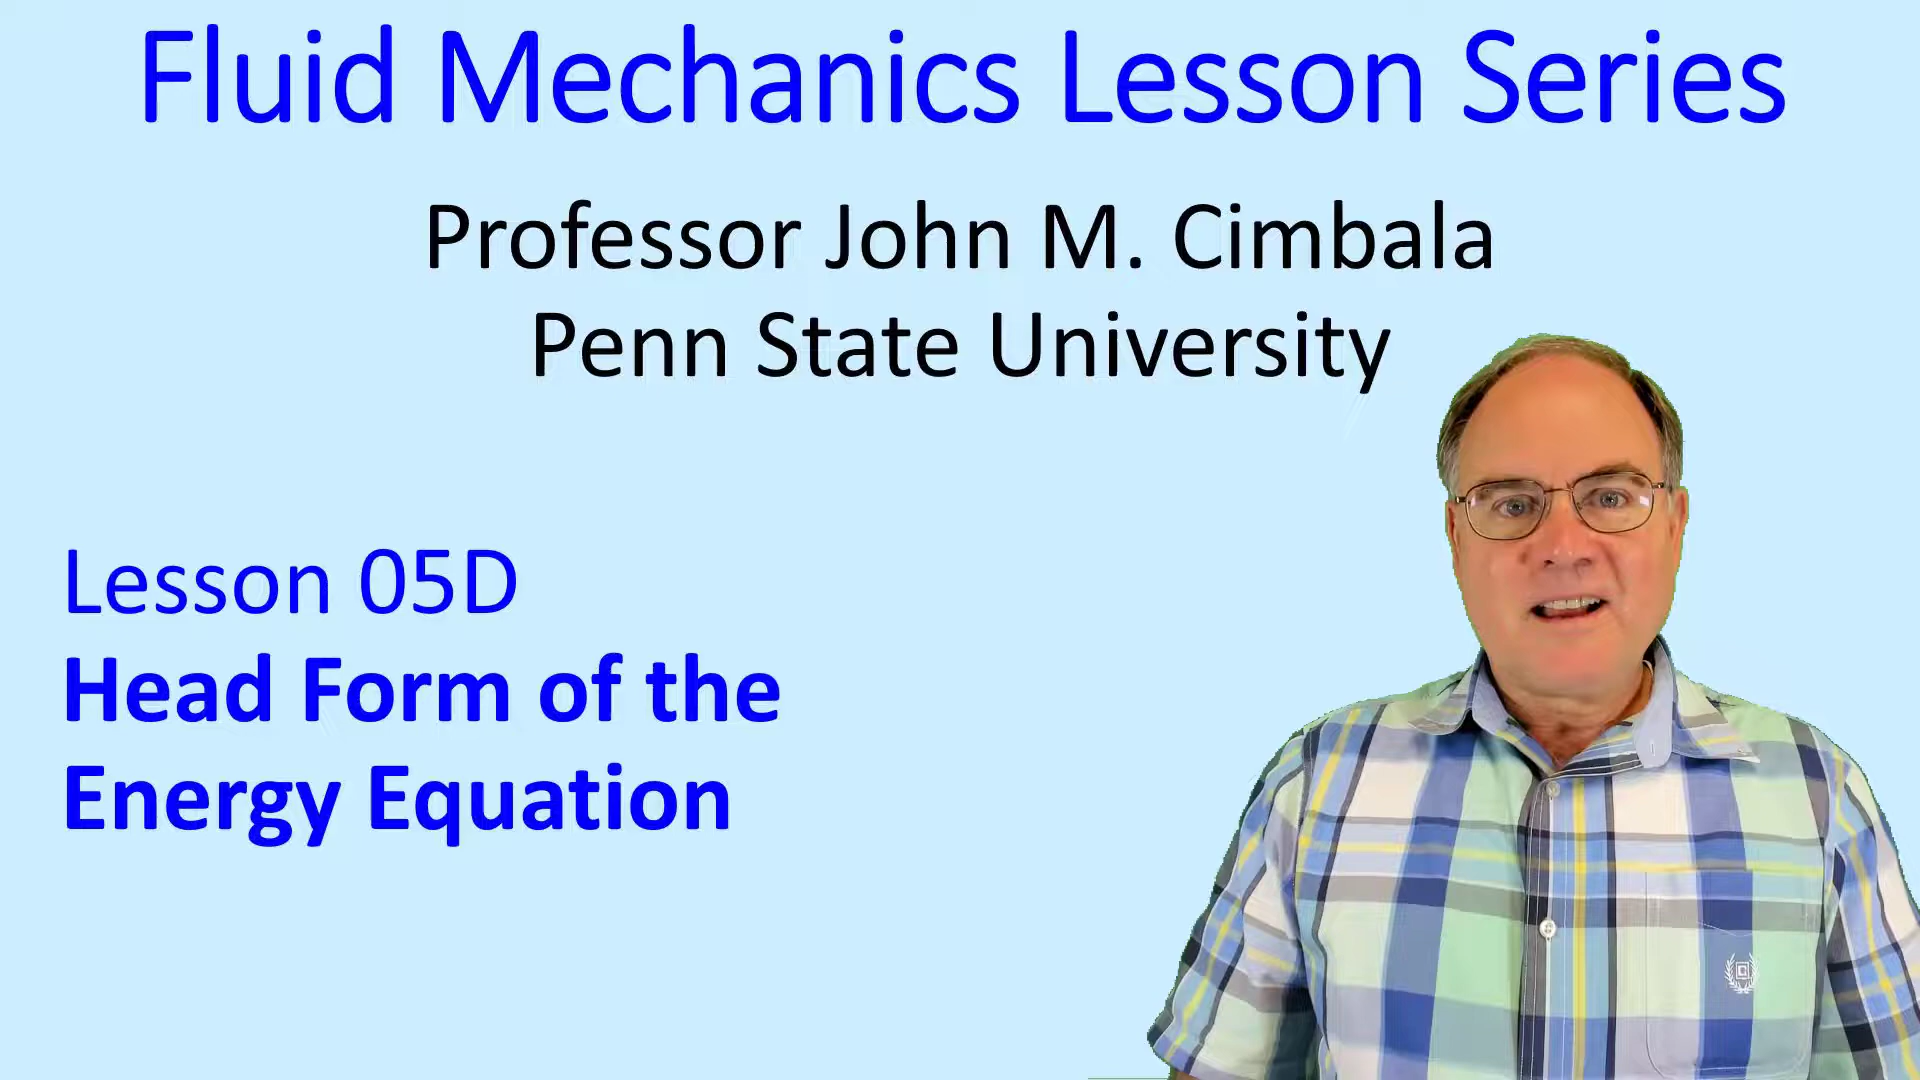 Fluid Mechanics Lesson Series
Professor John M. Cimbala
Penn State University
Lesson 05D
Head Form of the
Energy Equation